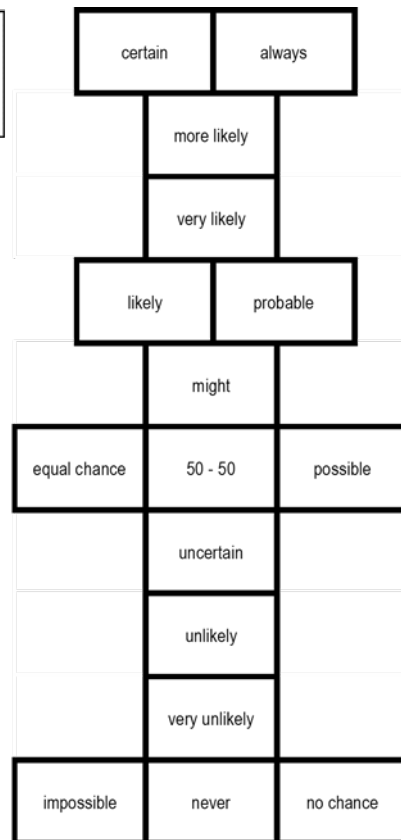 certain always
more likely
very likely
likely probable
might
equal chance 50 - 50 possible
uncertain
unlikely
very unlikely
impossible never no chance